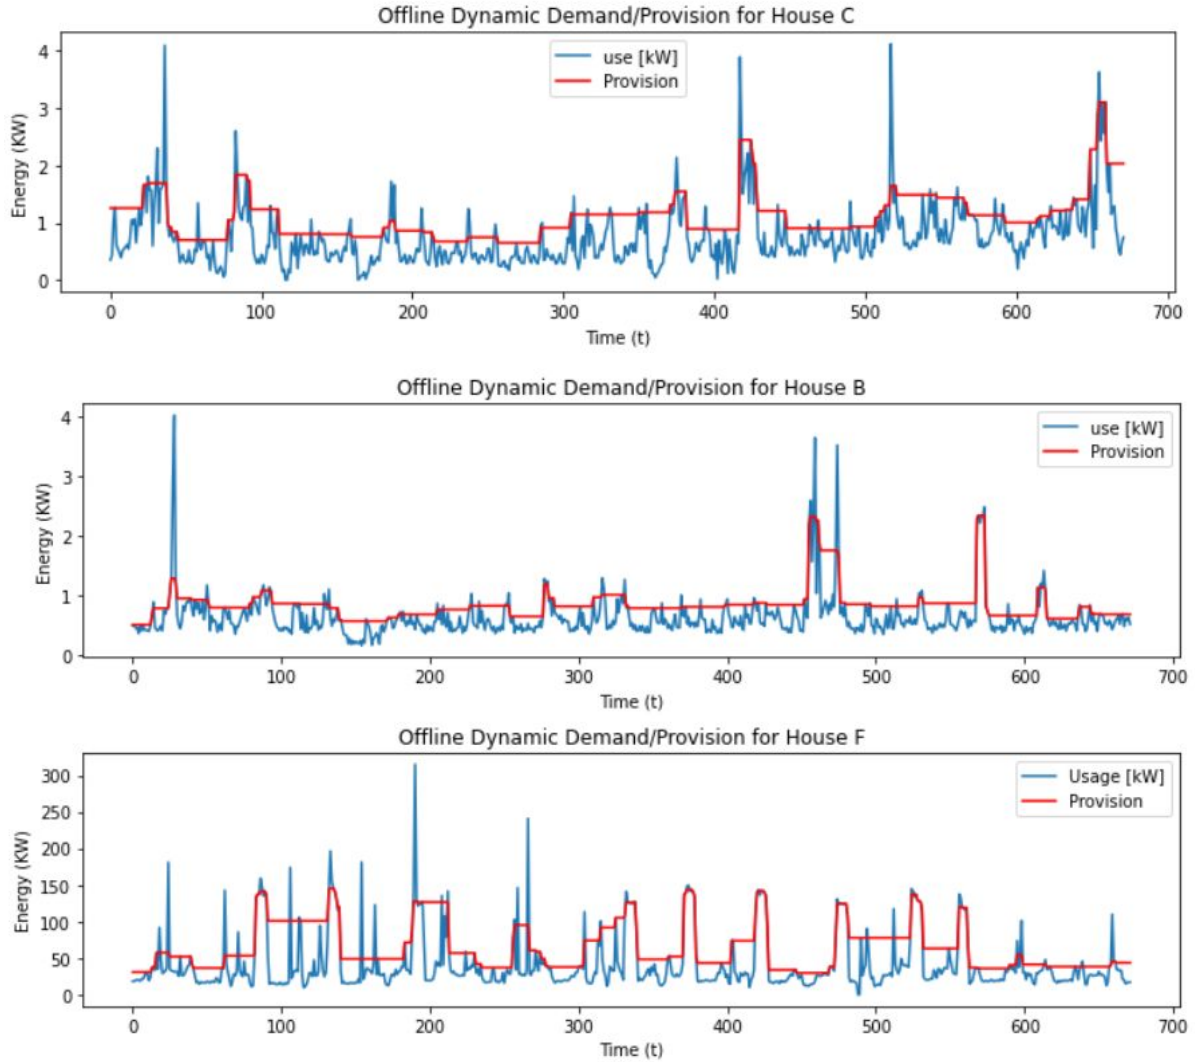 Offline Dynamic Demand/Provision for House C
Energy (KW)
4
3
2
1
0
use [kW]
Provision
0 100 200 300 400 500 600 700
Time (t)
Offline Dynamic Demand/Provision for House B
Energy (KW)
4
3
2
1
0
use [kW]
Provision
0 100 200 300 400 500 600 700
Time (t)
Offline Dynamic Demand/Provision for House F
Energy (KW)
300
250
200
150
100
50
0
Usage [kW]
Provision
0 100 200 300 400 500 600 700
Time (t)